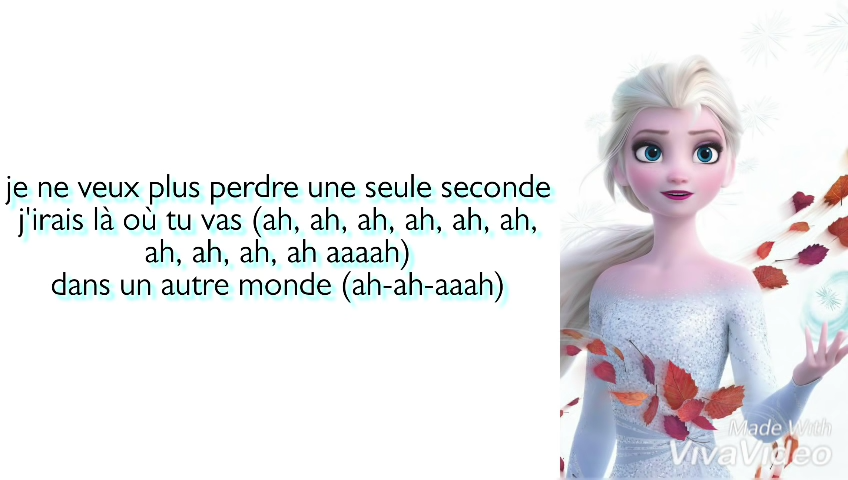 je ne veux plus perdre une seule seconde
j'irais là où tu vas (ah, ah, ah, ah, ah, ah,
ah, ah, ah, ah aaaah)
dans un autre monde (ah-ah-aaah)
Made With
VivaVideo